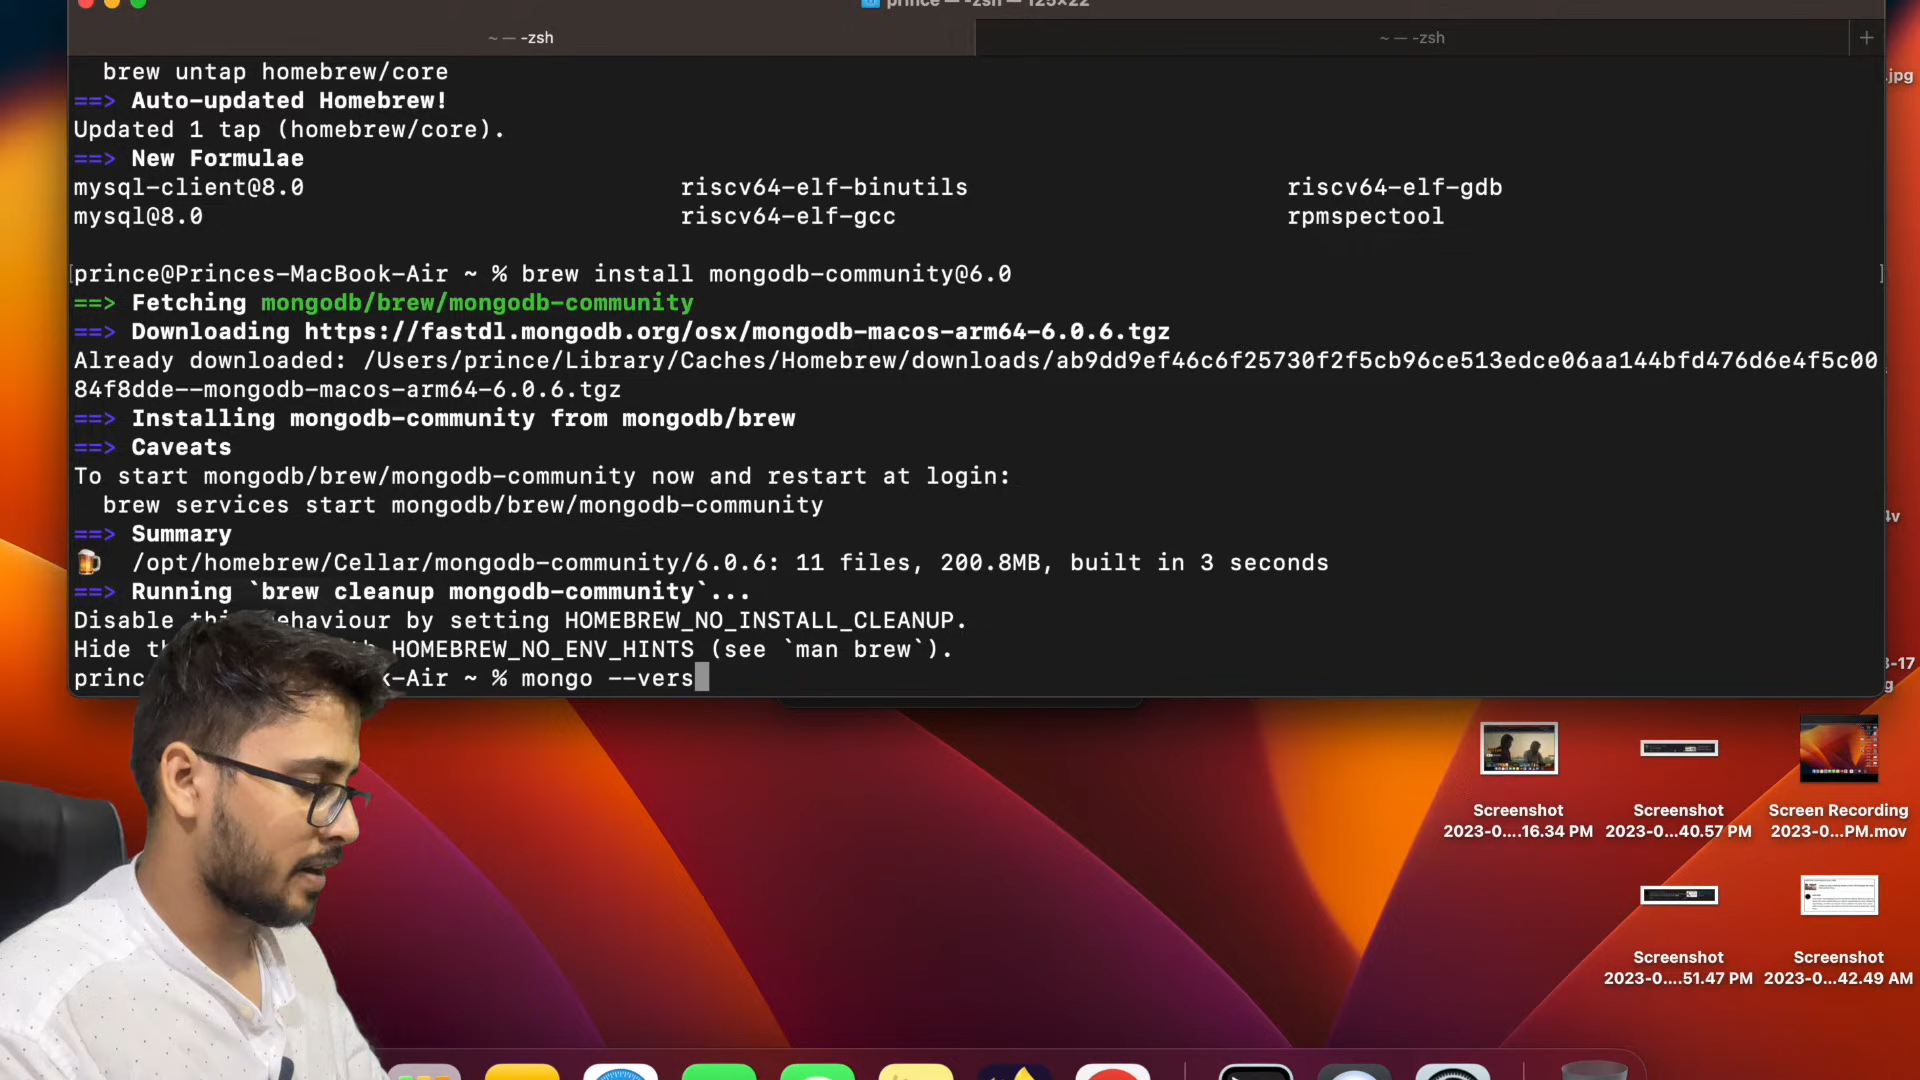 prince — -zsh — 125×22
~ — -zsh
~ — -zsh
+
brew untap homebrew/core
==> Auto-updated Homebrew!
Updated 1 tap (homebrew/core).
==> New Formulae
mysql-client@8.0 riscv64-elf-binutils riscv64-elf-gdb
mysql@8.0 riscv64-elf-gcc rpmspectool
[prince@Princes-MacBook-Air ~ % brew install mongodb-community@6.0 ]
==> Fetching mongodb/brew/mongodb-community
==> Downloading https://fastdl.mongodb.org/osx/mongodb-macos-arm64-6.0.6.tgz
Already downloaded: /Users/prince/Library/Caches/Homebrew/downloads/ab9dd9ef46c6f25730f2f5cb96ce513edce06aa144bfd476d6e4f5c00
84f8dde--mongodb-macos-arm64-6.0.6.tgz
==> Installing mongodb-community from mongodb/brew
==> Caveats
To start mongodb/brew/mongodb-community now and restart at login:
brew services start mongodb/brew/mongodb-community
==> Summary
🍺 /opt/homebrew/Cellar/mongodb-community/6.0.6: 11 files, 200.8MB, built in 3 seconds
==> Running `brew cleanup mongodb-community`...
Disable behaviour by setting HOMEBREW_NO_INSTALL_CLEANUP.
Hide HOMEBREW_NO_ENV_HINTS (see `man brew`).
princ k-Air ~ % mongo --vers
.jpg
4v
3-17
g
Screenshot
2023-0....16.34 PM
Screenshot
2023-0...40.57 PM
Screen Recording
2023-0...PM.mov
Screenshot
2023-0....51.47 PM
Screenshot
2023-0...42.49 AM